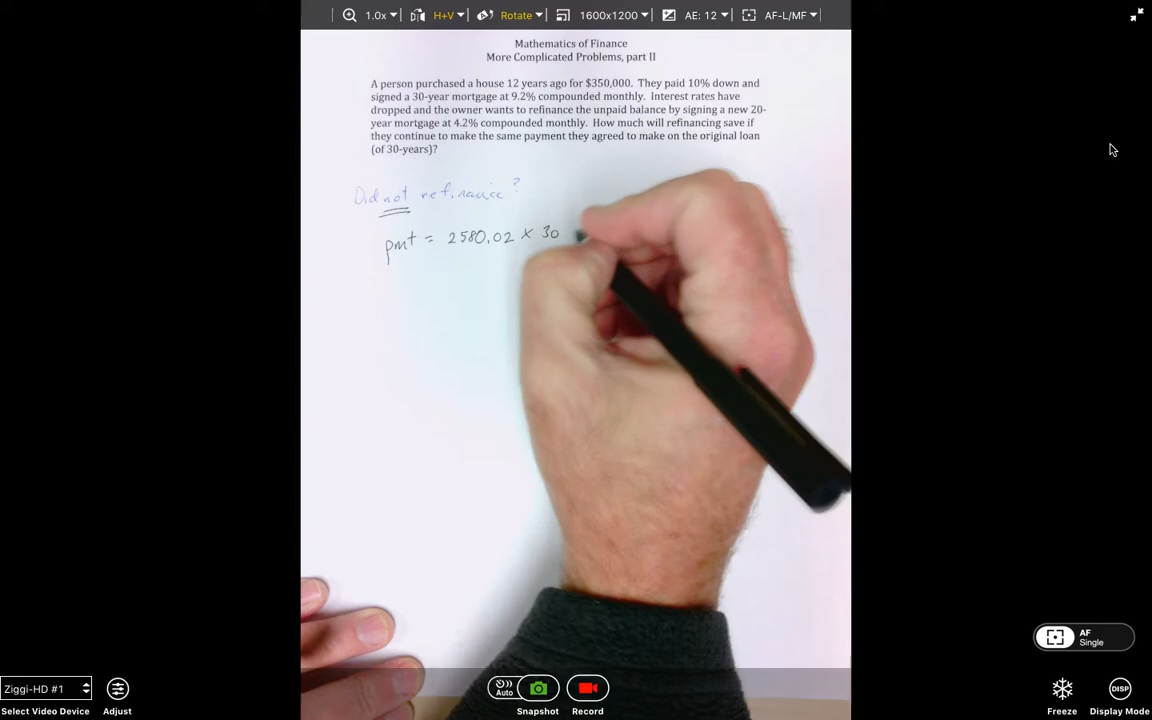 1.0x H+V Rotate 1600x1200 AE: 12 AF-L/MF
Mathematics of Finance
More Complicated Problems, part II
A person purchased a house 12 years ago for $350,000. They paid 10% down and
signed a 30-year mortgage at 9.2% compounded monthly. Interest rates have
dropped and the owner wants to refinance the unpaid balance by signing a new 20-
year mortgage at 4.2% compounded monthly. How much will refinancing save if
they continue to make the same payment they agreed to make on the original loan
(of 30-years)?
Did not refinance?
pmt = 2580.02 × 30
AF
Single
Ziggi-HD #1
Auto
DISP
Select Video Device Adjust Snapshot Record Freeze Display Mode